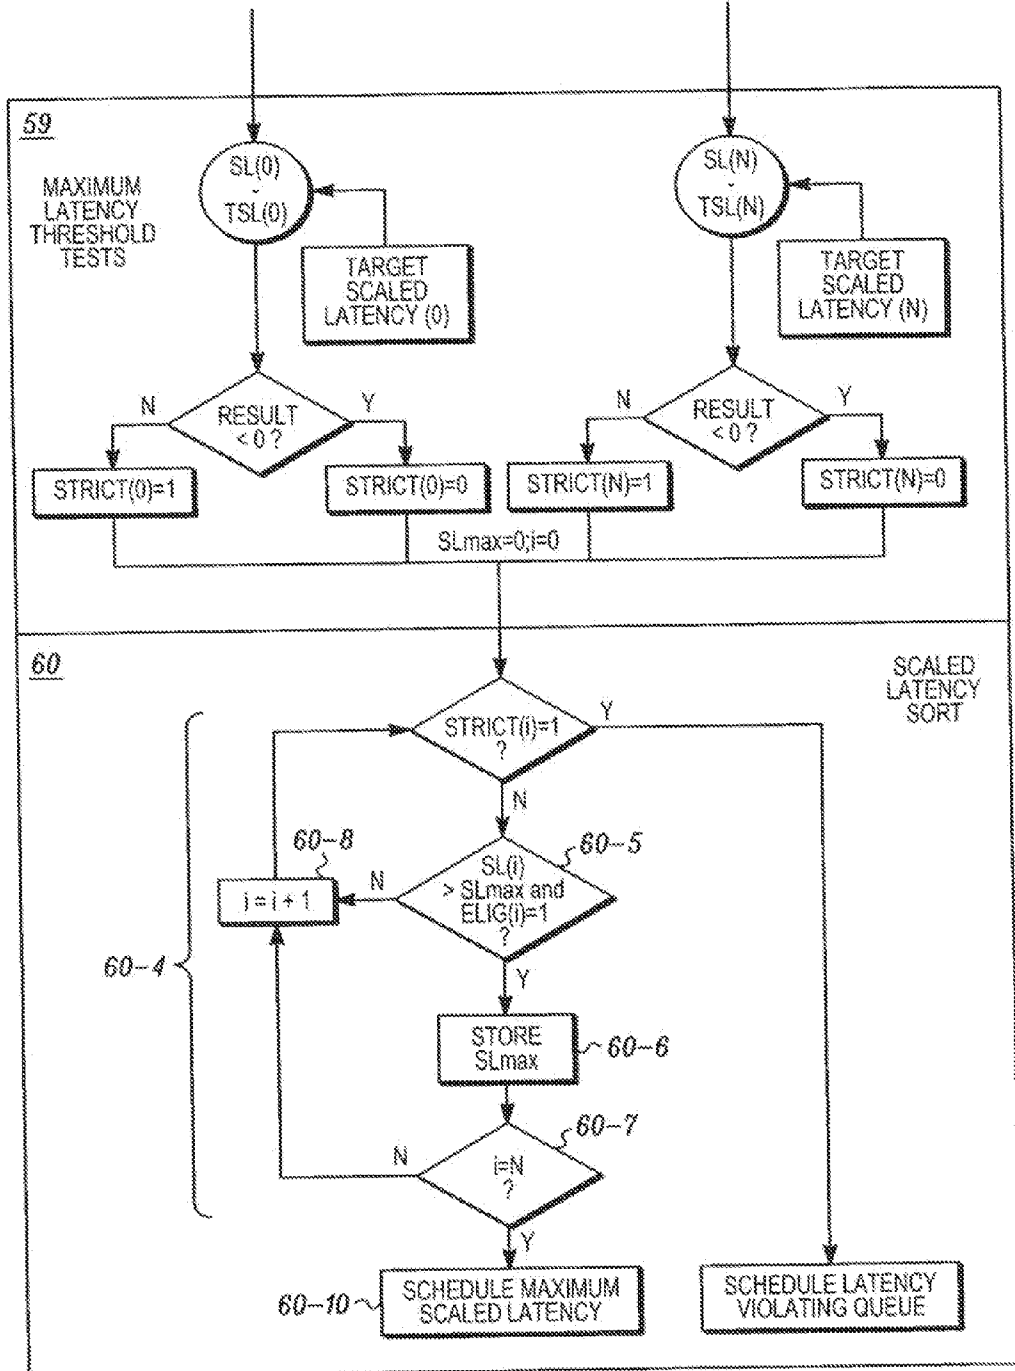 59
MAXIMUM
LATENCY
THRESHOLD
TESTS
SL(0)
-
TSL(0)
TARGET
SCALED
LATENCY (0)
SL(N)
-
TSL(N)
TARGET
SCALED
LATENCY (N)
N
RESULT
< 0 ?
Y
N
RESULT
< 0 ?
Y
STRICT(0)=1
STRICT(0)=0
STRICT(N)=1
STRICT(N)=0
SLmax=0;i=0
60
SCALED
LATENCY
SORT
STRICT(i)=1
?
Y
N
60-8
60-5
SL(i)
> SLmax and
ELIG(i)=1
?
N
i = i + 1
60-4
Y
STORE
SLmax
60-6
60-7
N
i=N
?
Y
60-10
SCHEDULE MAXIMUM
SCALED LATENCY
SCHEDULE LATENCY
VIOLATING QUEUE